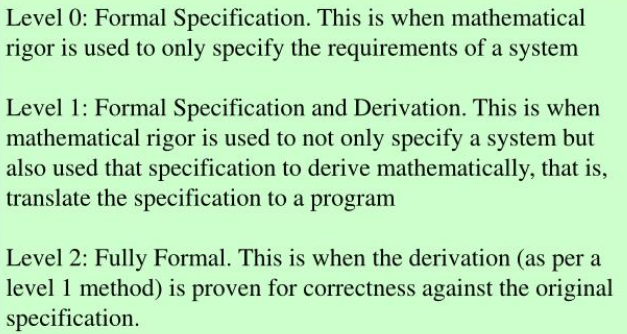 Level 0: Formal Specification. This is when mathematical
rigor is used to only specify the requirements of a system
Level 1: Formal Specification and Derivation. This is when
mathematical rigor is used to not only specify a system but
also used that specification to derive mathematically, that is,
translate the specification to a program
Level 2: Fully Formal. This is when the derivation (as per a
level 1 method) is proven for correctness against the original
specification.